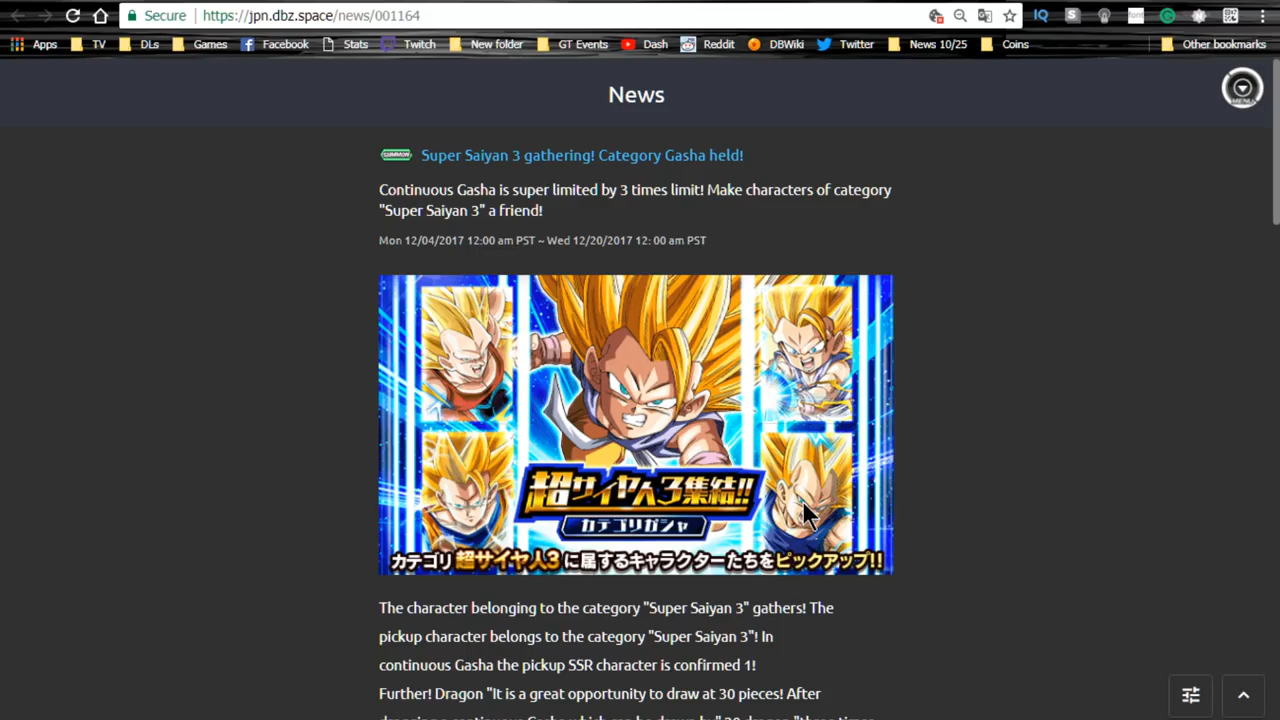 Secure https://jpn.dbz.space/news/001164
Apps TV DLs Games Facebook Stats Twitch New folder GT Events Dash Reddit DBWiki Twitter News 10/25 Coins Other bookmarks
News
MENU
SUMMON Super Saiyan 3 gathering! Category Gasha held!
Continuous Gasha is super limited by 3 times limit! Make characters of category
"Super Saiyan 3" a friend!
Mon 12/04/2017 12:00 am PST ~ Wed 12/20/2017 12: 00 am PST
超サイヤ人3集結!!
カテゴリガシャ
カテゴリ超サイヤ人3に属するキャラクターたちをピックアップ!!
The character belonging to the category "Super Saiyan 3" gathers! The
pickup character belongs to the category "Super Saiyan 3"! In
continuous Gasha the pickup SSR character is confirmed 1!
Further! Dragon "It is a great opportunity to draw at 30 pieces! After